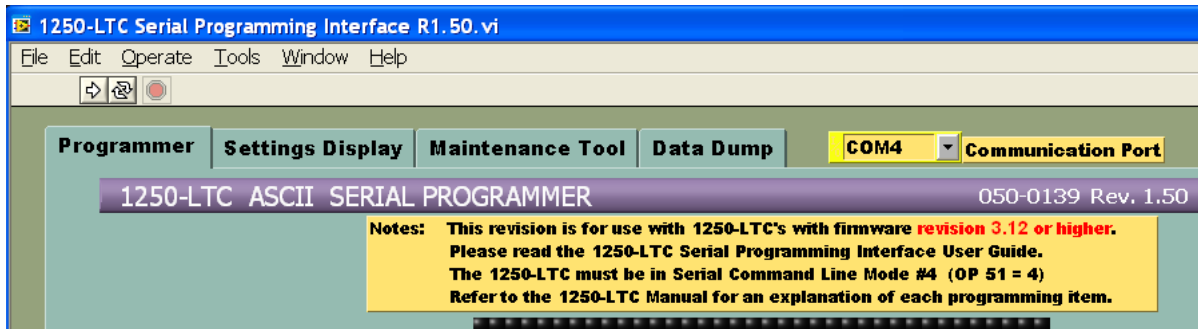 1250-LTC Serial Programming Interface R1.50.vi
File Edit Operate Tools Window Help
Programmer Settings Display Maintenance Tool Data Dump COM4 Communication Port
1250-LTC ASCII SERIAL PROGRAMMER 050-0139 Rev. 1.50
Notes: This revision is for use with 1250-LTC's with firmware revision 3.12 or higher.
Please read the 1250-LTC Serial Programming Interface User Guide.
The 1250-LTC must be in Serial Command Line Mode #4 (OP 51 = 4)
Refer to the 1250-LTC Manual for an explanation of each programming item.